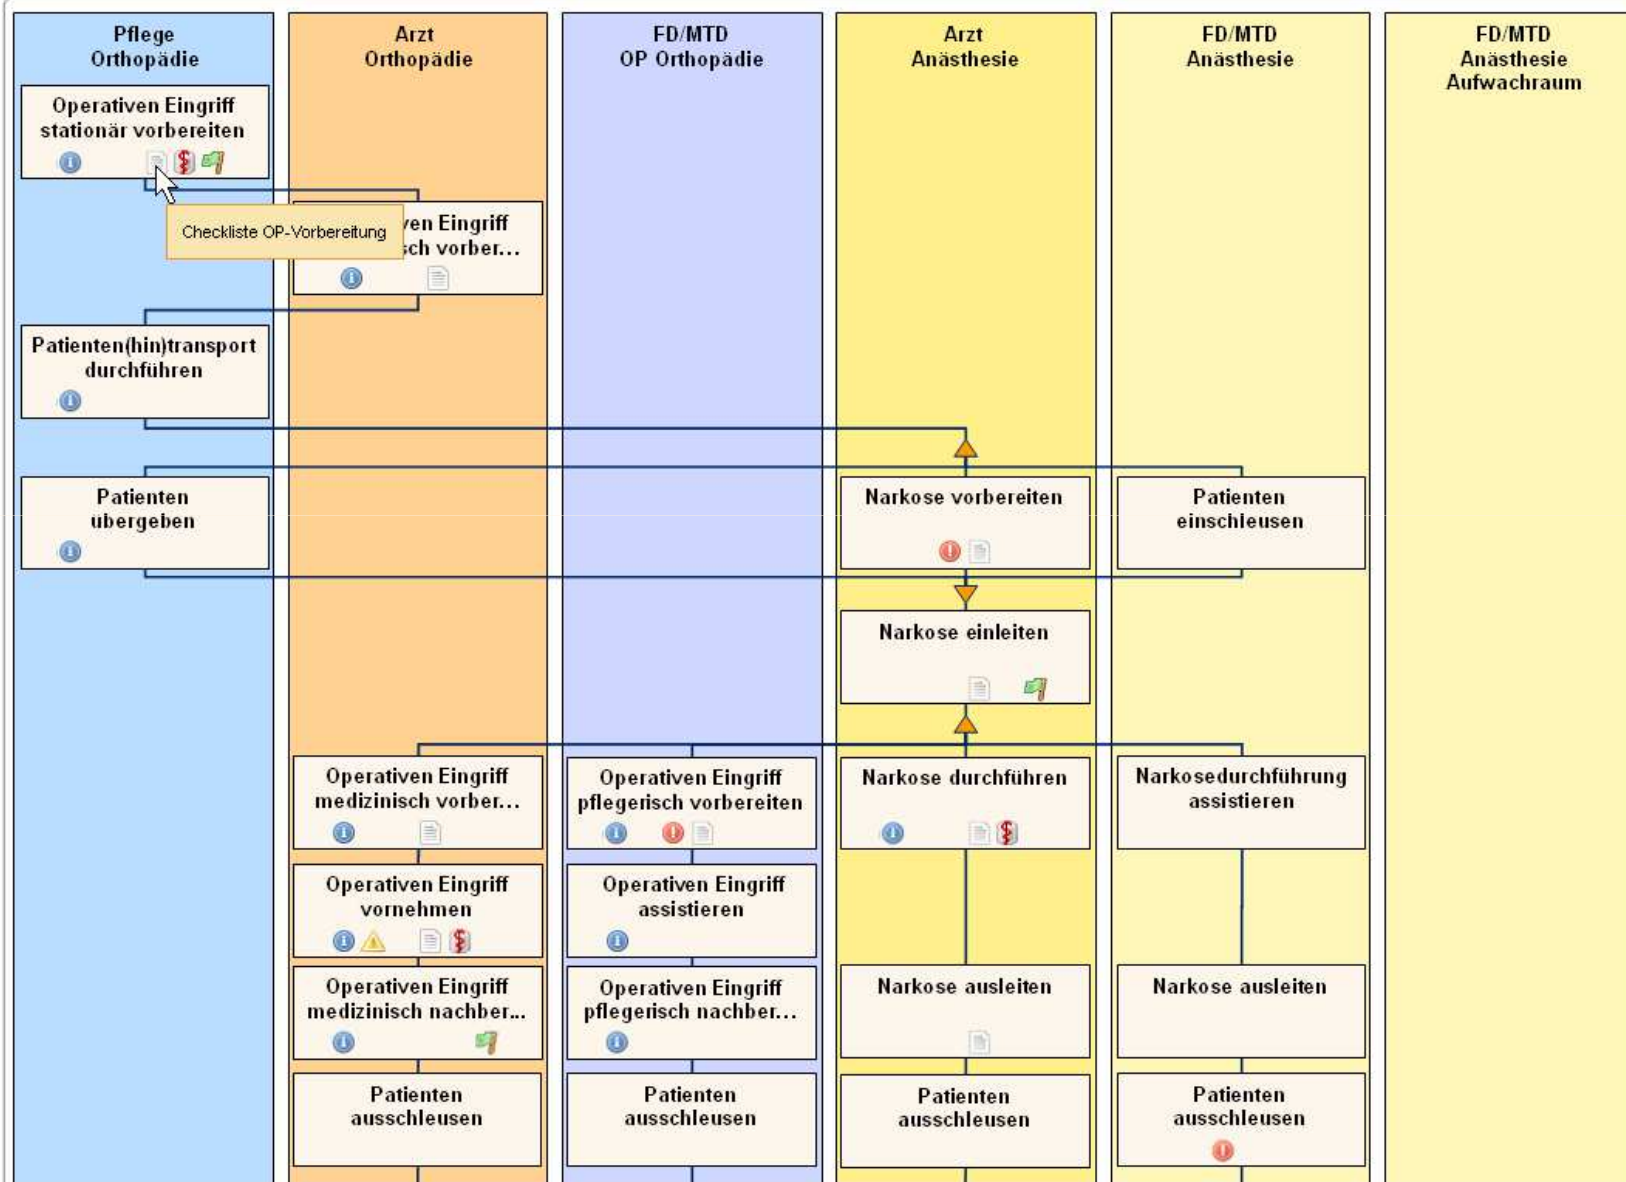 Pflege
Orthopädie
Arzt
Orthopädie
FD/MTD
OP Orthopädie
Arzt
Anästhesie
FD/MTD
Anästhesie
FD/MTD
Anästhesie
Aufwachraum
Operativen Eingriff
stationär vorbereiten
Checkliste OP-Vorbereitung
ven Eingriff
sch vorber...
Patienten(hin)transport
durchführen
Patienten
übergeben
Narkose vorbereiten
Patienten
einschleusen
Narkose einleiten
Operativen Eingriff
medizinisch vorber...
Operativen Eingriff
pflegerisch vorbereiten
Narkose durchführen
Narkosedurchführung
assistieren
Operativen Eingriff
vornehmen
Operativen Eingriff
assistieren
Operativen Eingriff
medizinisch nachber...
Operativen Eingriff
pflegerisch nachber...
Narkose ausleiten
Narkose ausleiten
Patienten
ausschleusen
Patienten
ausschleusen
Patienten
ausschleusen
Patienten
ausschleusen